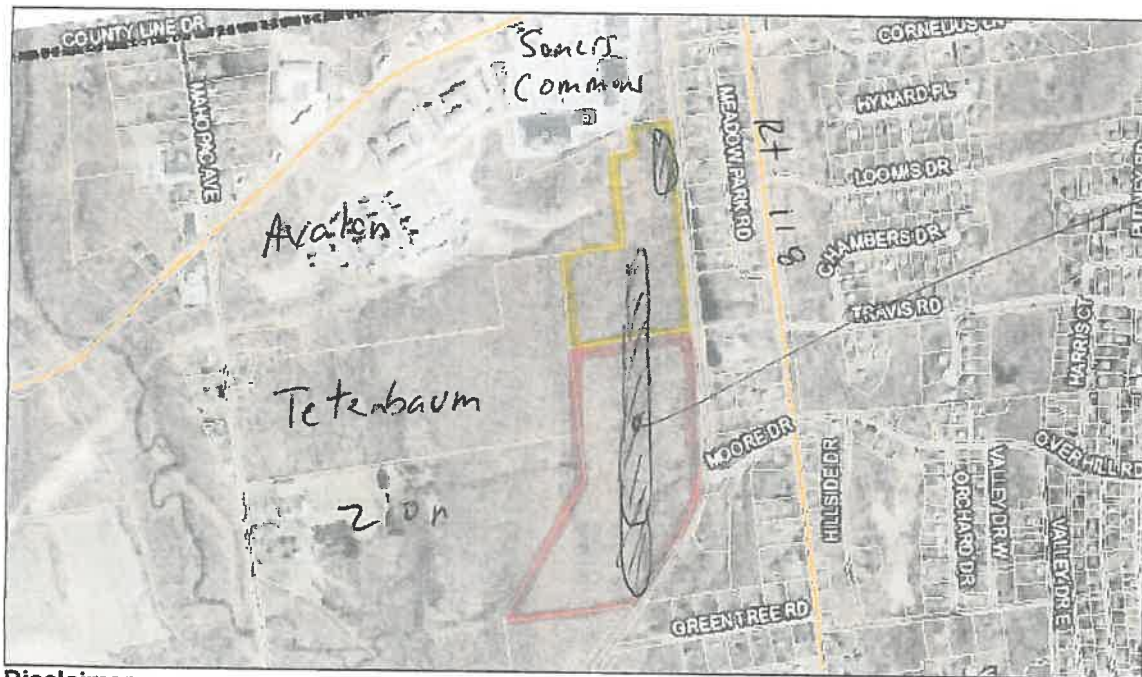 COUNTY LINE DR
Somers
Commons
CORNELIUS LN
MAHOPAC AVE
MEADOW PARK RD
Rt 118
HYNARD PL
LOOMIS DR
Avalon
CHAMBERS DR
TRAVIS RD
HARRIS CT
Tetenbaum
MOORE DR
HILLSIDE DR
OVERHILL RD
VALLEY DR W
ORCHARD DR
VALLEY DR E
Zion
GREENTREE RD
Disclaimer